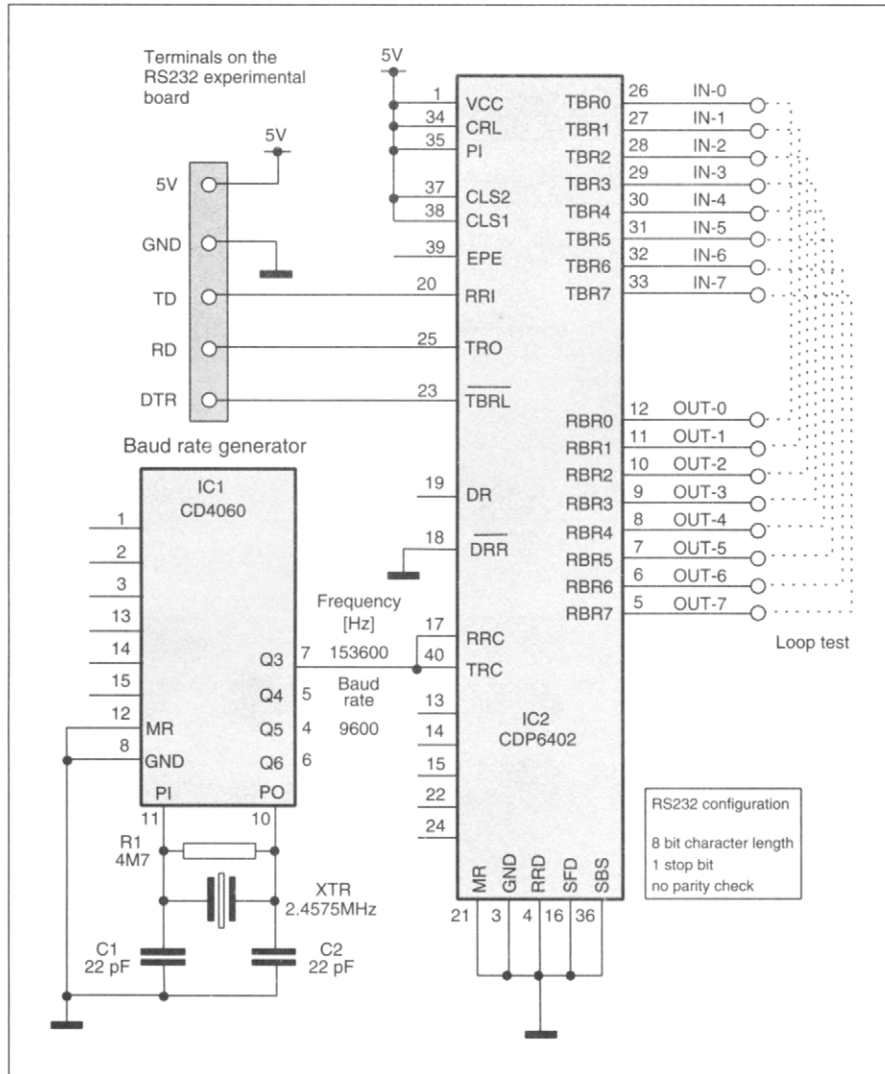 Terminals on the
RS232 experimental
board
5V
5V
GND
TD
RD
DTR
5V
1 VCC
34 CRL
35 PI
37 CLS2
38 CLS1
39 EPE
20 RRI
25 TRO
23 TBRL
19 DR
18 DRR
17 RRC
40 TRC
13
14
15
22
24
IC2
CDP6402
TBR0 26 IN-0
TBR1 27 IN-1
TBR2 28 IN-2
TBR3 29 IN-3
TBR4 30 IN-4
TBR5 31 IN-5
TBR6 32 IN-6
TBR7 33 IN-7
RBR0 12 OUT-0
RBR1 11 OUT-1
RBR2 10 OUT-2
RBR3 9 OUT-3
RBR4 8 OUT-4
RBR5 7 OUT-5
RBR6 6 OUT-6
RBR7 5 OUT-7
Loop test
MR GND RRD SFD SBS
21 3 4 16 36
Baud rate generator
IC1
CD4060
1
2
3
13
14
15
12 MR
8 GND
Q3 7
Q4 5
Q5 4
Q6 6
PI PO
11 10
Frequency
[Hz]
153600
Baud
rate
9600
R1
4M7
XTR
2.4575MHz
C1
22 pF
C2
22 pF
RS232 configuration
8 bit character length
1 stop bit
no parity check